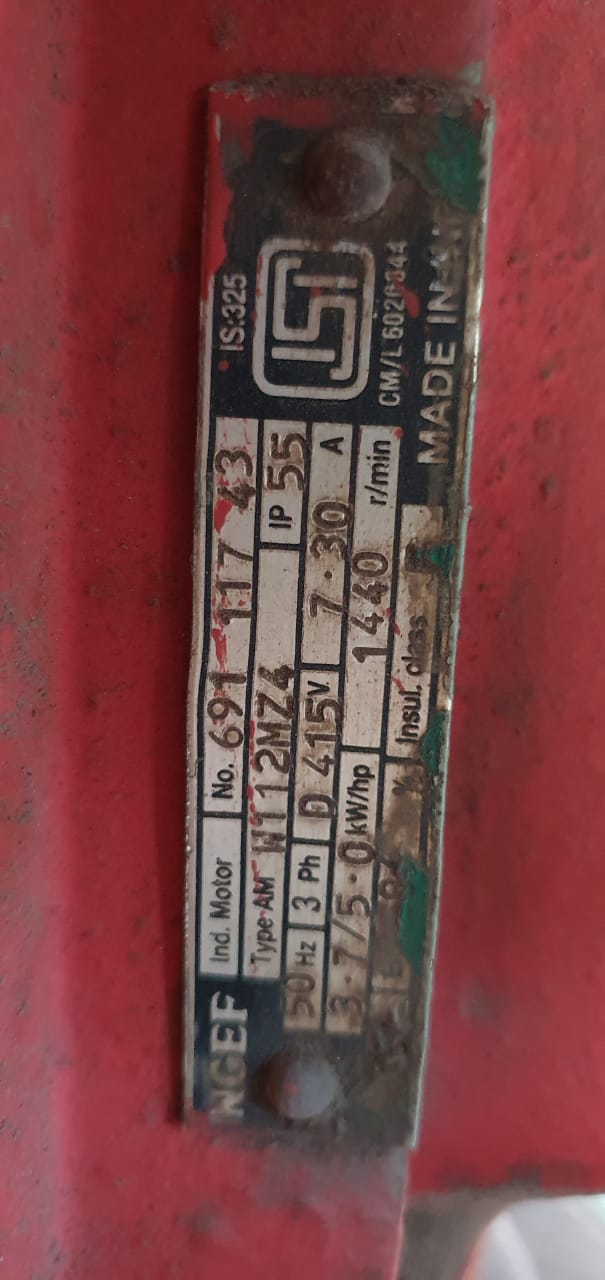 NGEF
Ind. Motor No. 691 117 43
Type AM W112MZ4 IP 55
50 Hz 3 Ph D 415 V 7.30 A
3.7/5.0 kW/hp 1440 r/min
% Insul. class
IS:325
ISI
CM/L 6026344
MADE IN